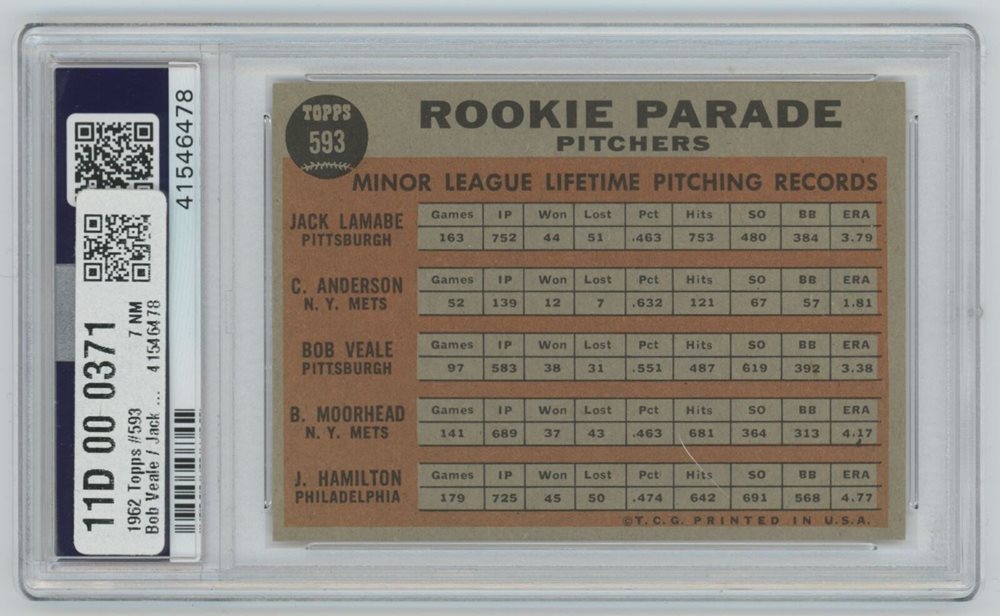 TOPPS
593
ROOKIE PARADE
PITCHERS
MINOR LEAGUE LIFETIME PITCHING RECORDS
JACK LAMABE
PITTSBURGH
Games IP Won Lost Pct Hits SO BB ERA
163 752 44 51 .463 753 480 384 3.79
C. ANDERSON
N. Y. METS
Games IP Won Lost Pct Hits SO BB ERA
52 139 12 7 .632 121 67 57 1.81
BOB VEALE
PITTSBURGH
Games IP Won Lost Pct Hits SO BB ERA
97 583 38 31 .551 487 619 392 3.38
B. MOORHEAD
N. Y. METS
Games IP Won Lost Pct Hits SO BB ERA
141 689 37 43 .463 681 364 313 4.17
J. HAMILTON
PHILADELPHIA
Games IP Won Lost Pct Hits SO BB ERA
179 725 45 50 .474 642 691 568 4.77
©T. C. G. PRINTED IN U.S.A.
41546478
11D 00 0371
1962 Topps #593 7 NM
Bob Veale / Jack ... 41546478